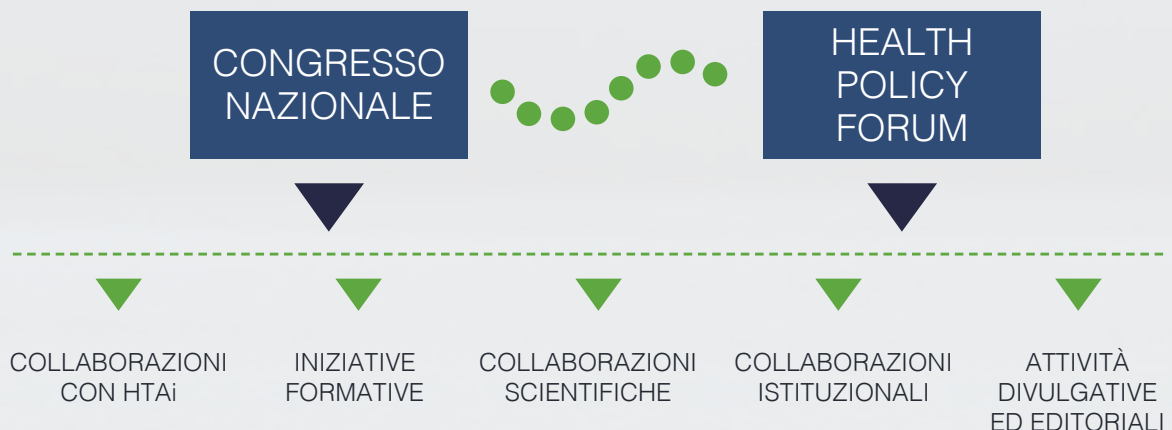 CONGRESSO
NAZIONALE
HEALTH
POLICY
FORUM
COLLABORAZIONI
CON HTAi
INIZIATIVE
FORMATIVE
COLLABORAZIONI
SCIENTIFICHE
COLLABORAZIONI
ISTITUZIONALI
ATTIVITÀ
DIVULGATIVE
ED EDITORIALI